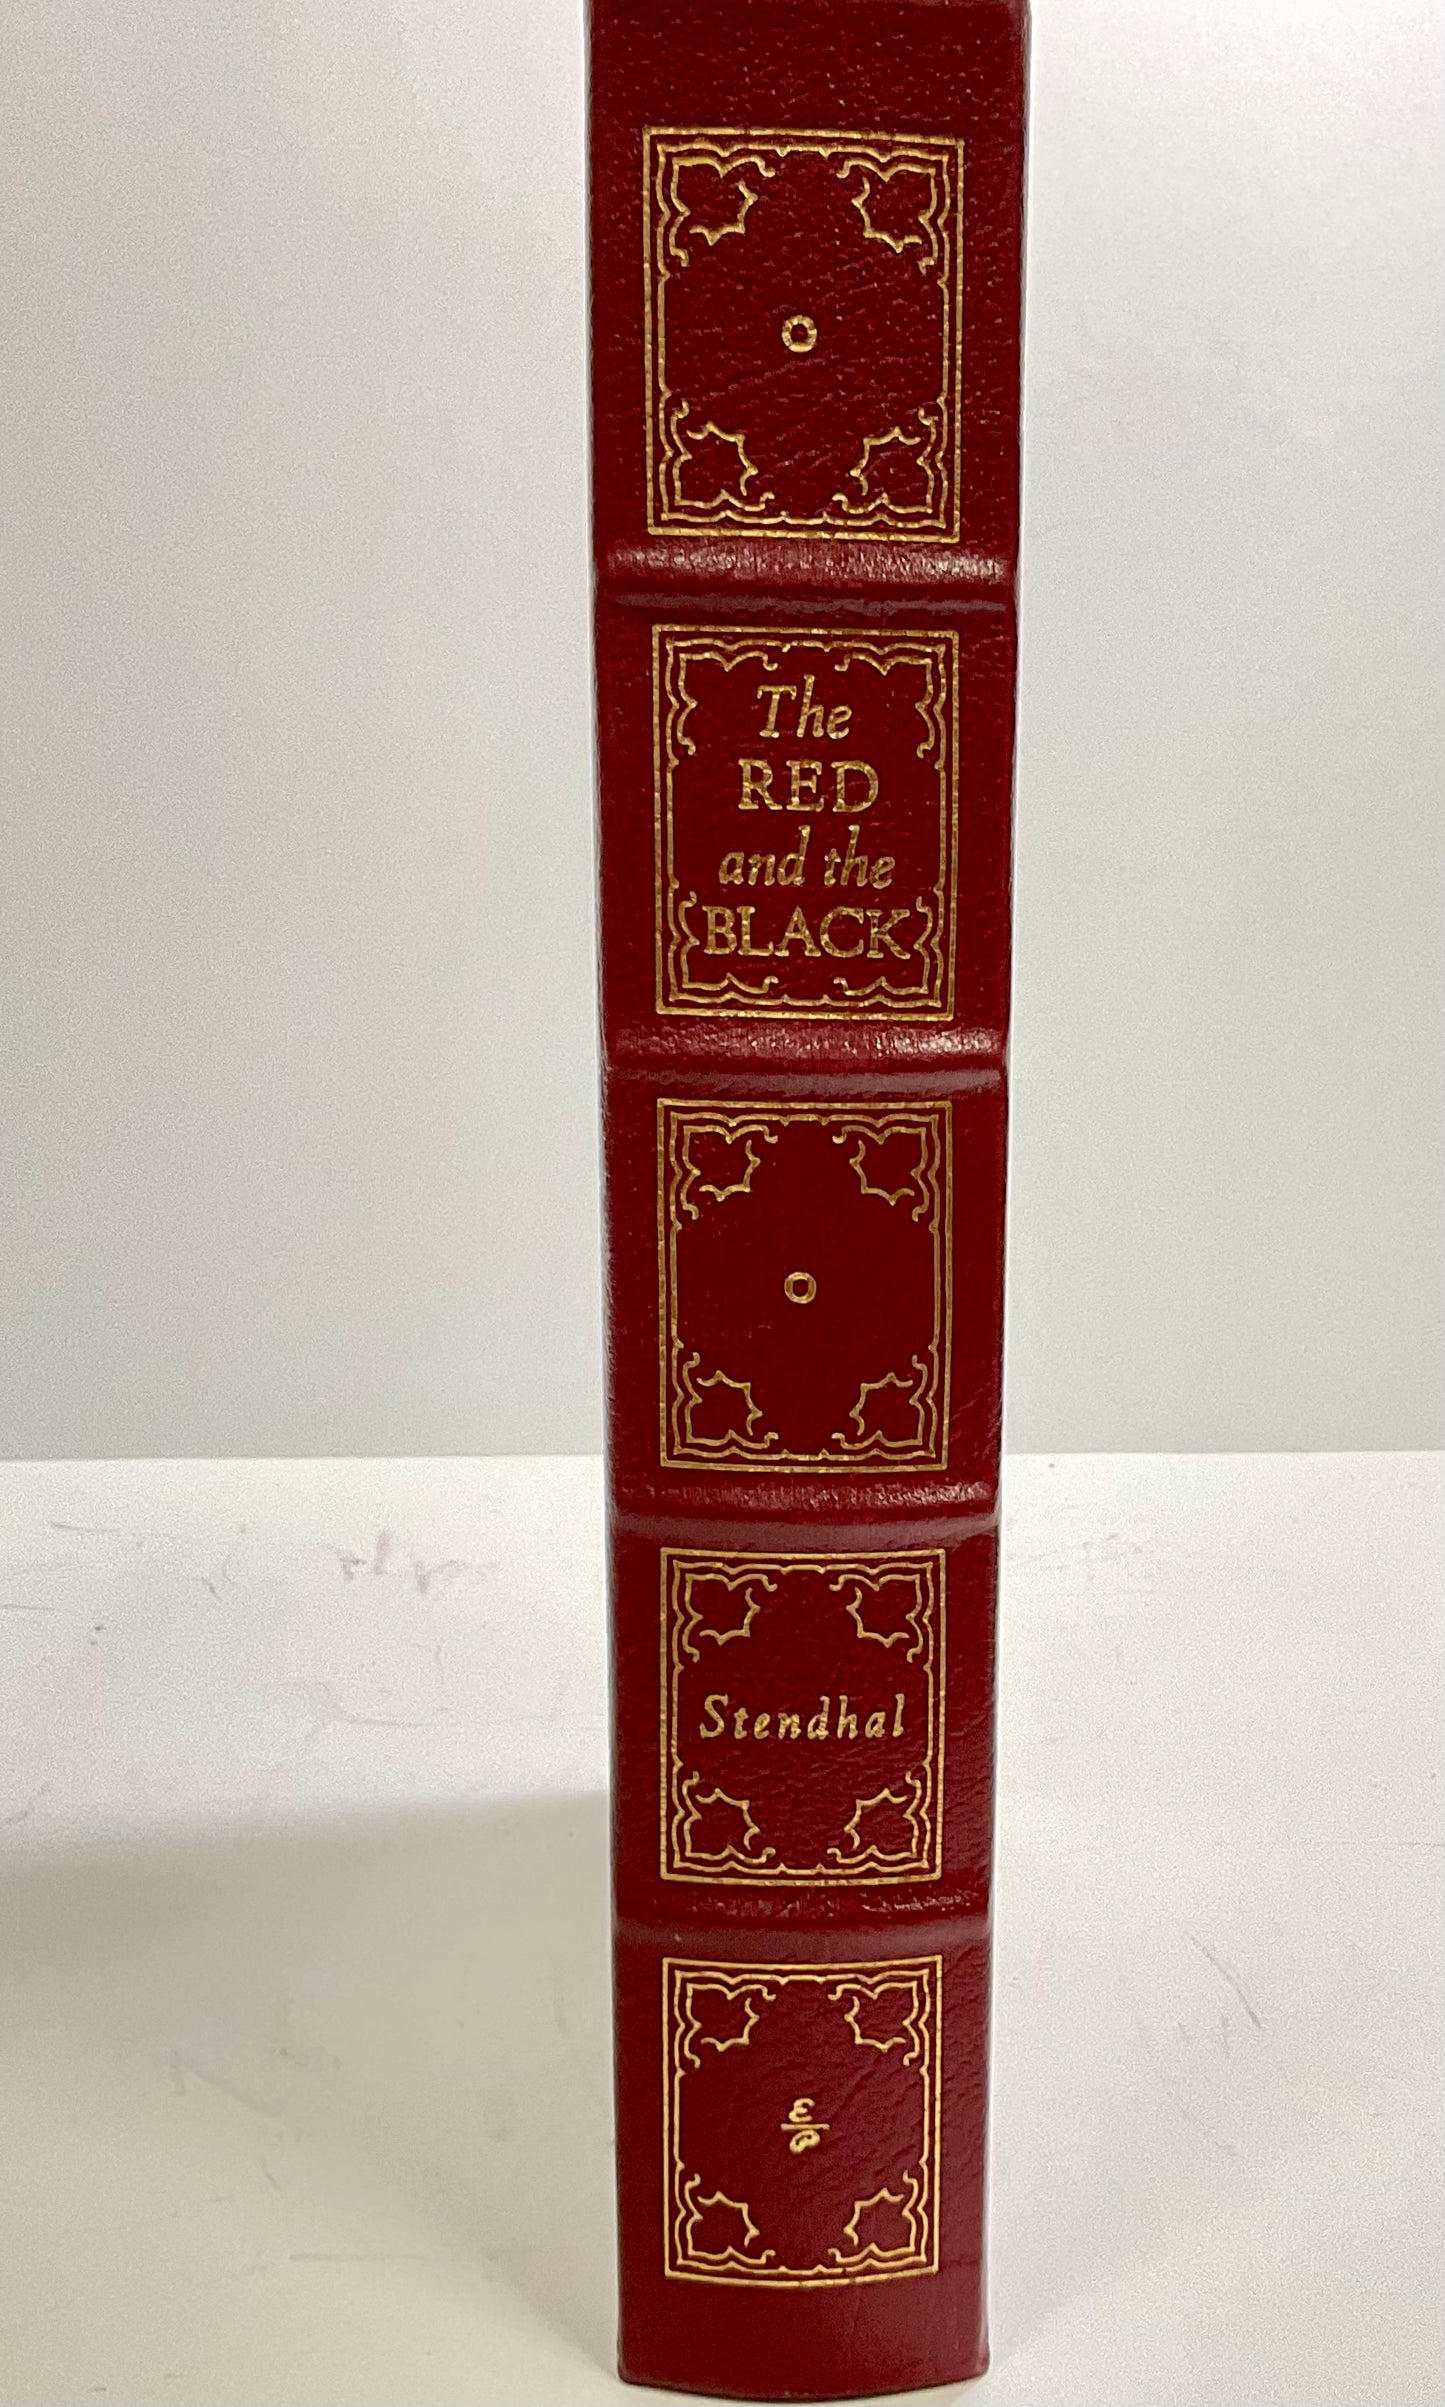 The
RED
and the
BLACK
Stendhal